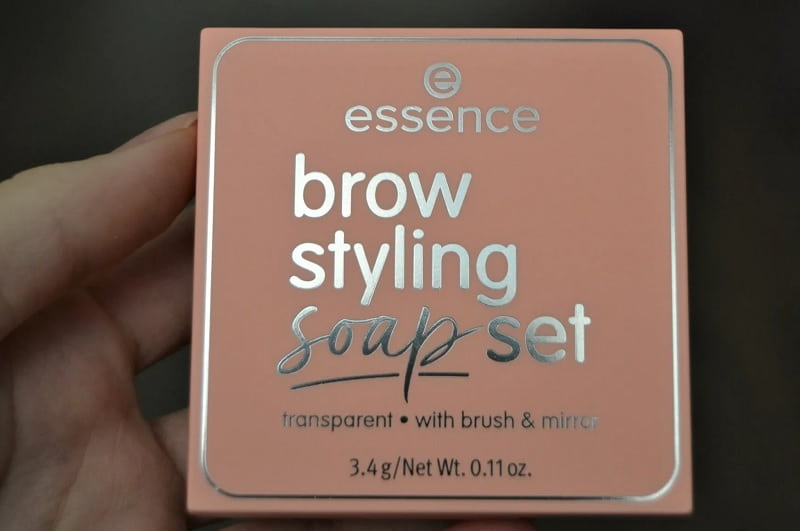 e
essence
brow
styling
soap set
transparent • with brush & mirror
3.4 g/Net Wt. 0.11 oz.